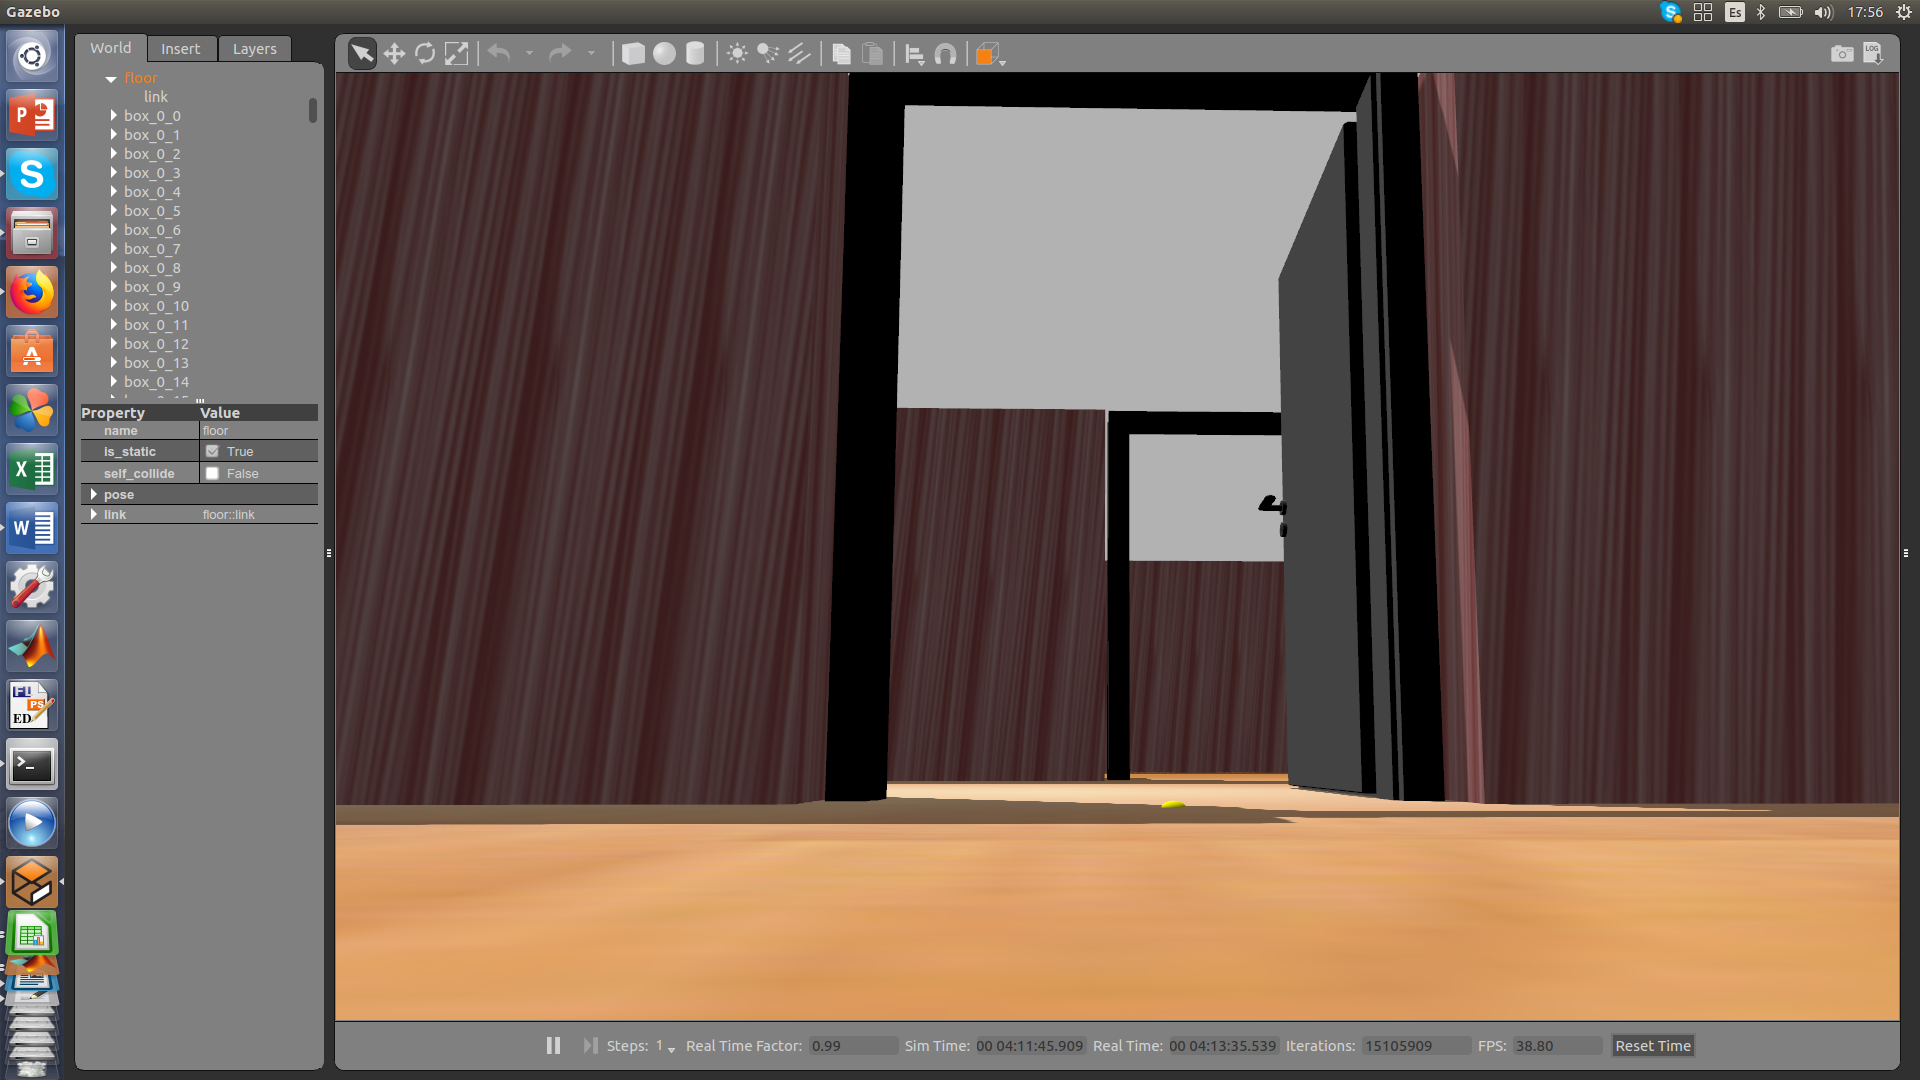 Gazebo
Es
17:56
World Insert Layers
LOG
floor
link
box_0_0
box_0_1
box_0_2
box_0_3
box_0_4
box_0_5
box_0_6
box_0_7
box_0_8
box_0_9
box_0_10
box_0_11
box_0_12
box_0_13
box_0_14
Property Value
name floor
is_static True
self_collide False
pose
link floor::link
Steps: 1 Real Time Factor: 0.99 Sim Time: 00 04:11:45.909 Real Time: 00 04:13:35.539 Iterations: 15105909 FPS: 38.80 Reset Time